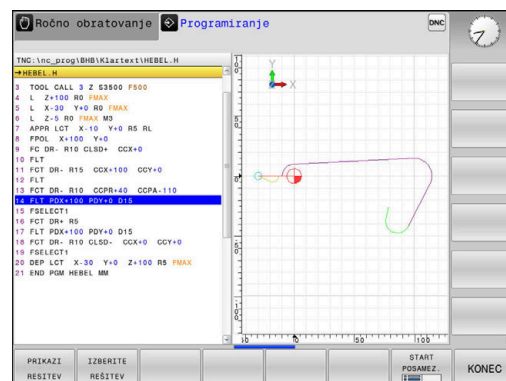 Ročno obratovanje
Programiranje
DNC
TNC:\nc_prog\BHB\Klartext\HEBEL.H
→HEBEL.H
3 TOOL CALL 3 Z S3500 F500
4 L Z+100 R0 FMAX
5 L X-30 Y+0 R0 FMAX
6 L Z-5 R0 FMAX M3
7 APPR LCT X-10 Y+0 R5 RL
8 FPOL X+100 Y+0
9 FC DR- R10 CLSD+ CCX+0
10 FLT
11 FCT DR- R15 CCX+100 CCY+0
12 FLT
13 FCT DR- R10 CCPR+40 CCPA-110
14 FLT PDX+100 PDY+0 D15
15 FSELECT1
16 FCT DR+ R5
17 FLT PDX+100 PDY+0 D15
18 FCT DR- R10 CLSD- CCX+0 CCY+0
19 FSELECT1
20 DEP LCT X-30 Y+0 Z+100 R5 FMAX
21 END PGM HEBEL MM
Y
X
0
50
100
PRIKAZI
RESITEV
IZBERITE
REŠITEV
START
POSAMEZ.
KONEC